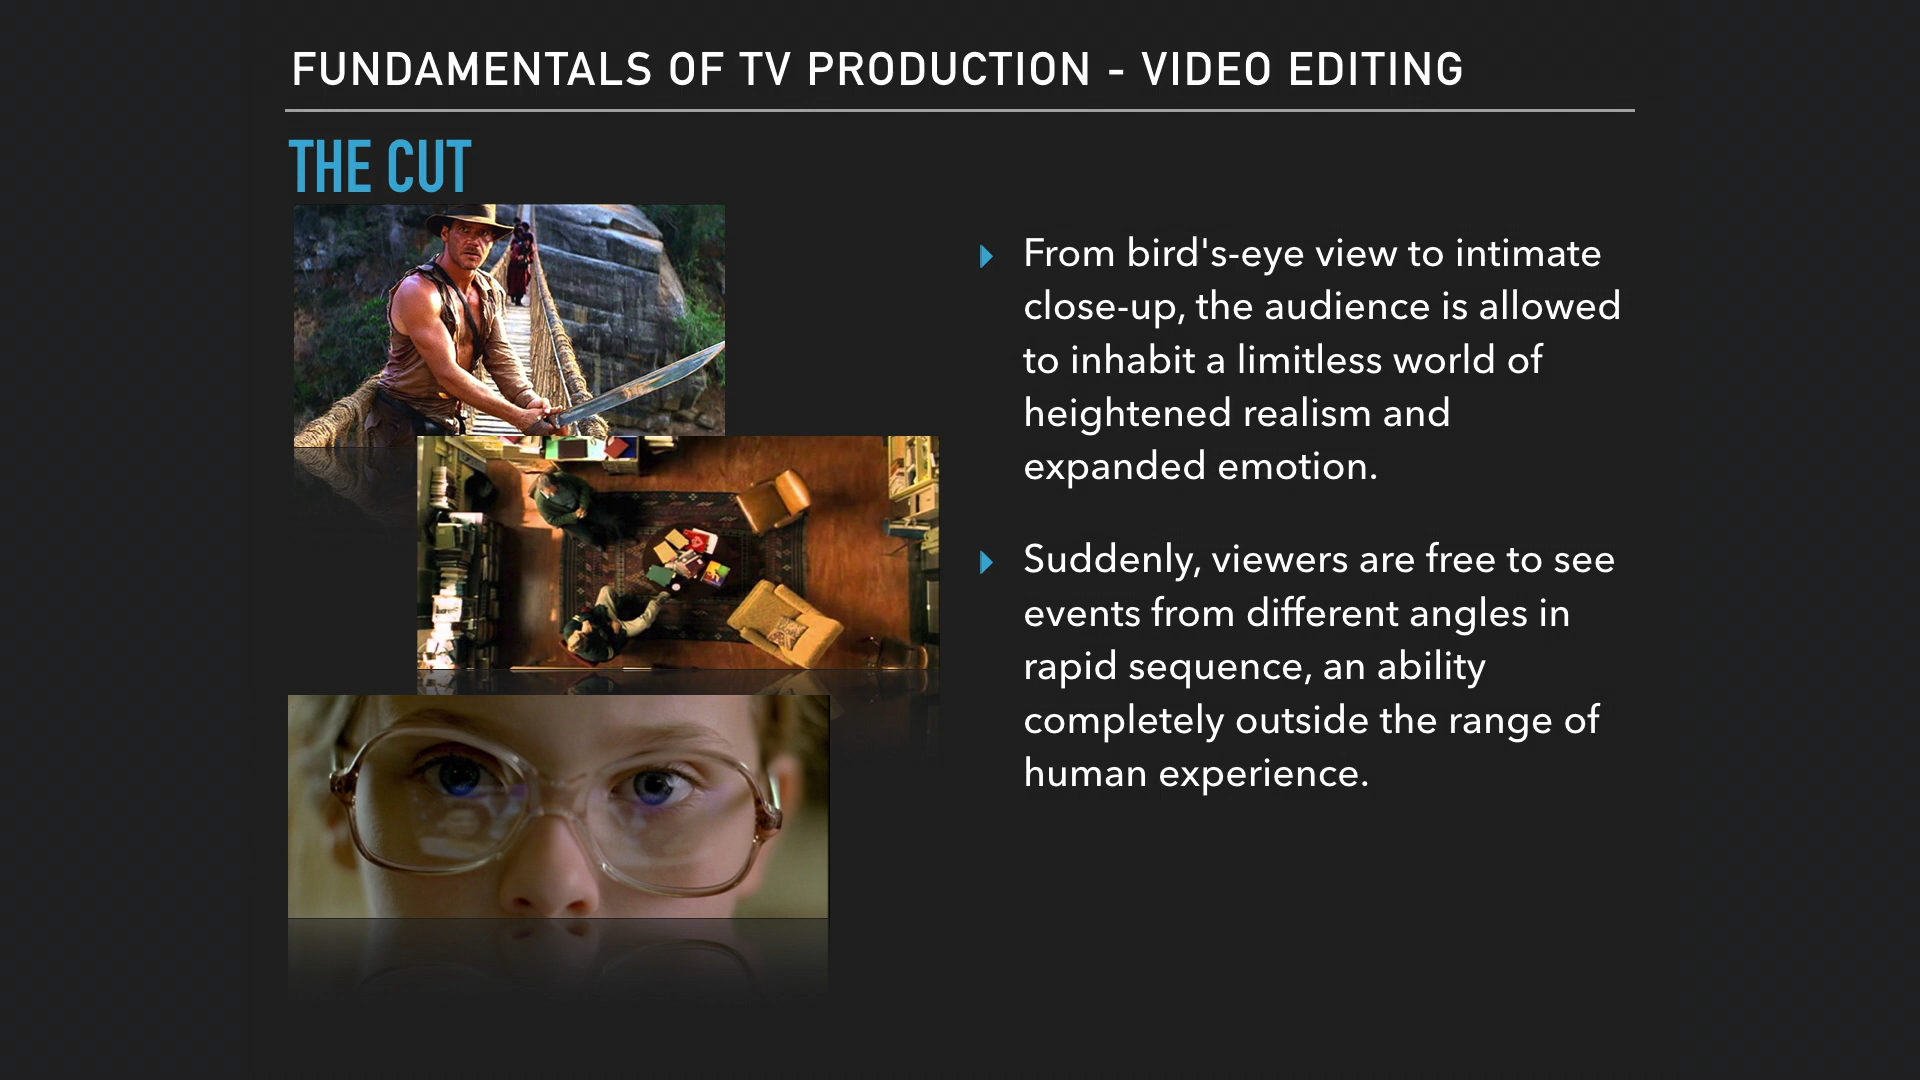 FUNDAMENTALS OF TV PRODUCTION - VIDEO EDITING
THE CUT
From bird's-eye view to intimate
close-up, the audience is allowed
to inhabit a limitless world of
heightened realism and
expanded emotion.
Suddenly, viewers are free to see
events from different angles in
rapid sequence, an ability
completely outside the range of
human experience.